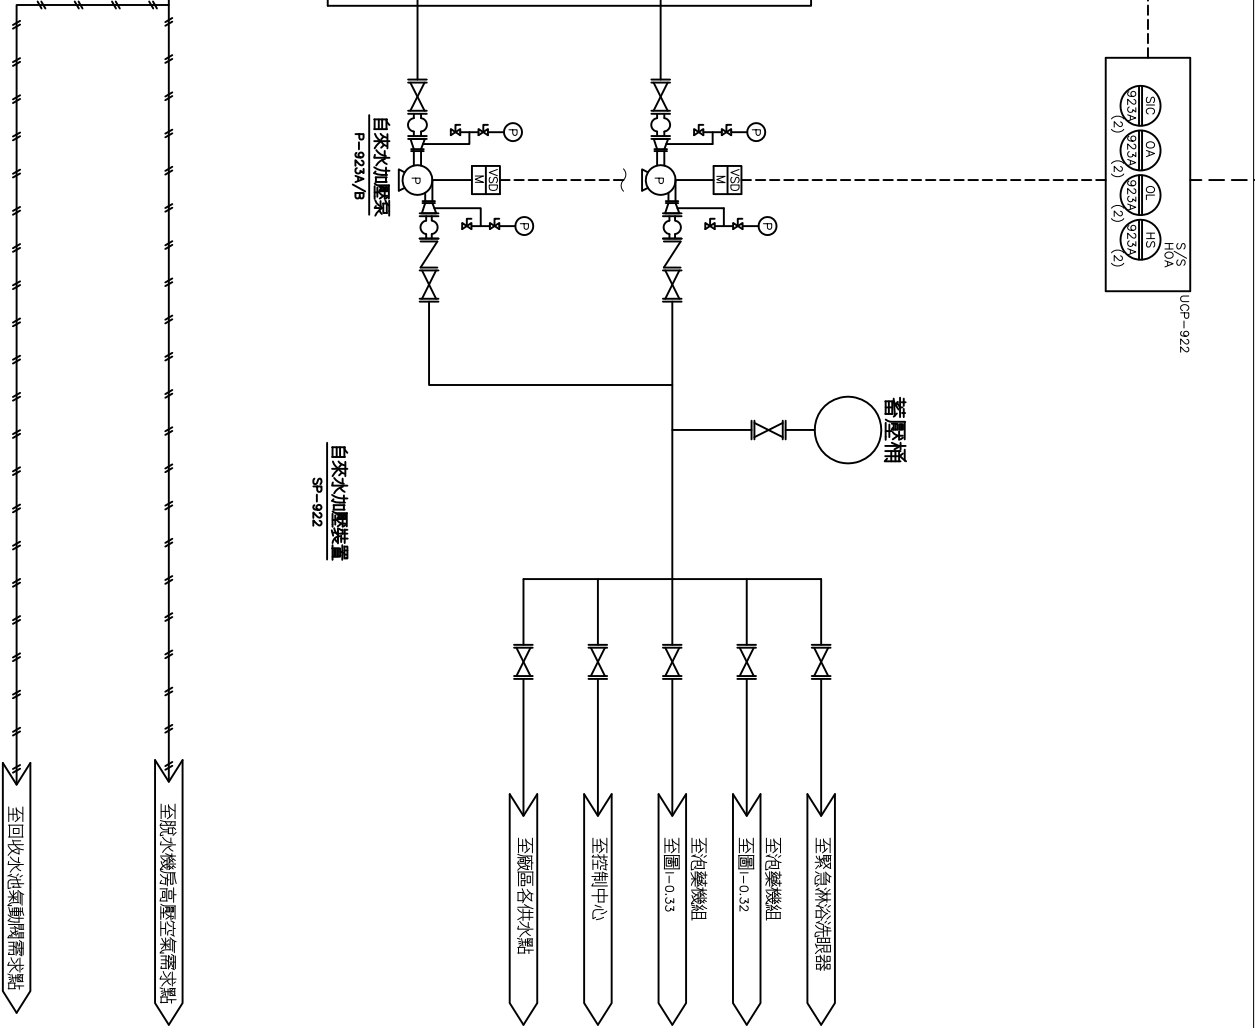 SIC
923A
(2)
OA
923A
(2)
OL
923A
(2)
HS
923A
(2)
S/S
HOA
UCP-922
P
P
VSD
M
P
P
P
VSD
M
P
自來水加壓泵
P-923A/B
蓄壓桶
自來水加壓裝置
SP-922
至緊急淋浴洗眼器
至泡藥機組
至圖I-0.32
至泡藥機組
至圖I-0.33
至控制中心
至廠區各供水點
至脫水機房高壓空氣需求點
至回收水池氣動閥需求點